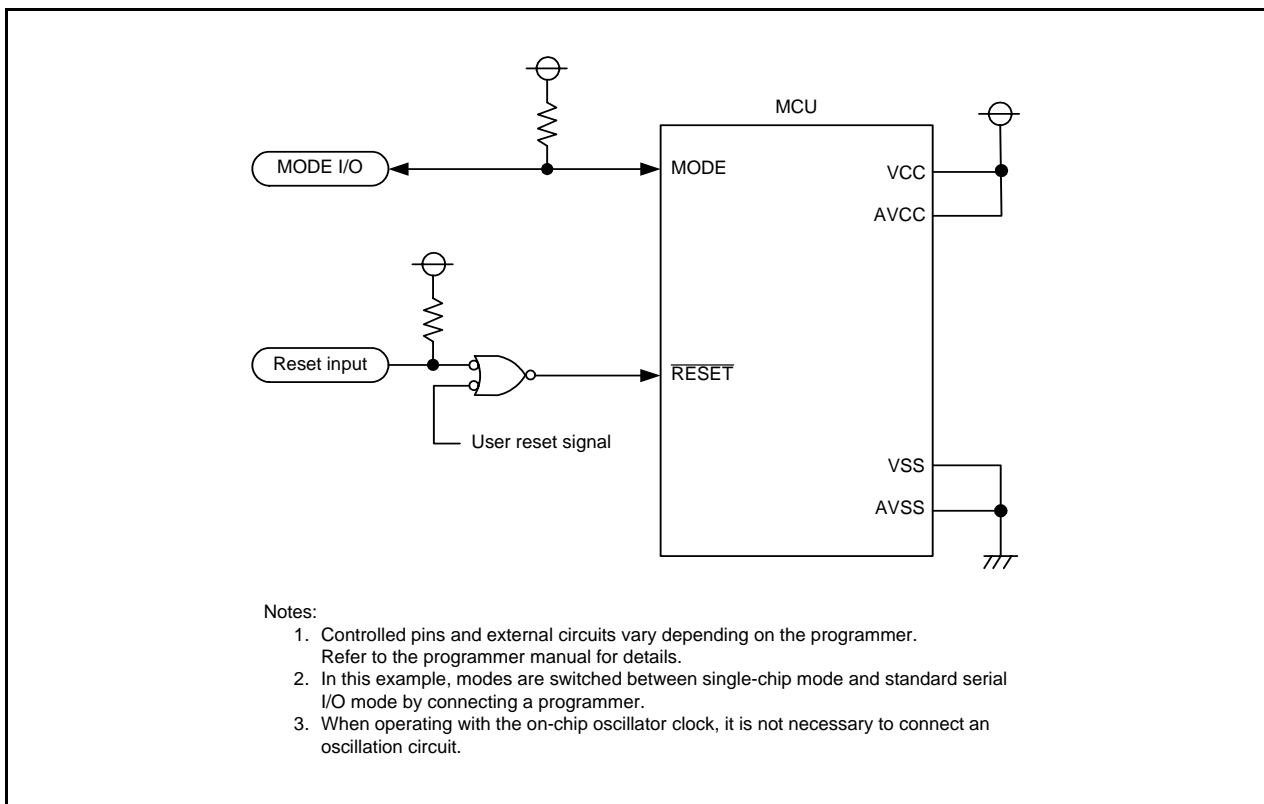 MCU
MODE I/O
MODE
VCC
AVCC
Reset input
RESET
User reset signal
VSS
AVSS
Notes:
1. Controlled pins and external circuits vary depending on the programmer.
Refer to the programmer manual for details.
2. In this example, modes are switched between single-chip mode and standard serial
I/O mode by connecting a programmer.
3. When operating with the on-chip oscillator clock, it is not necessary to connect an
oscillation circuit.